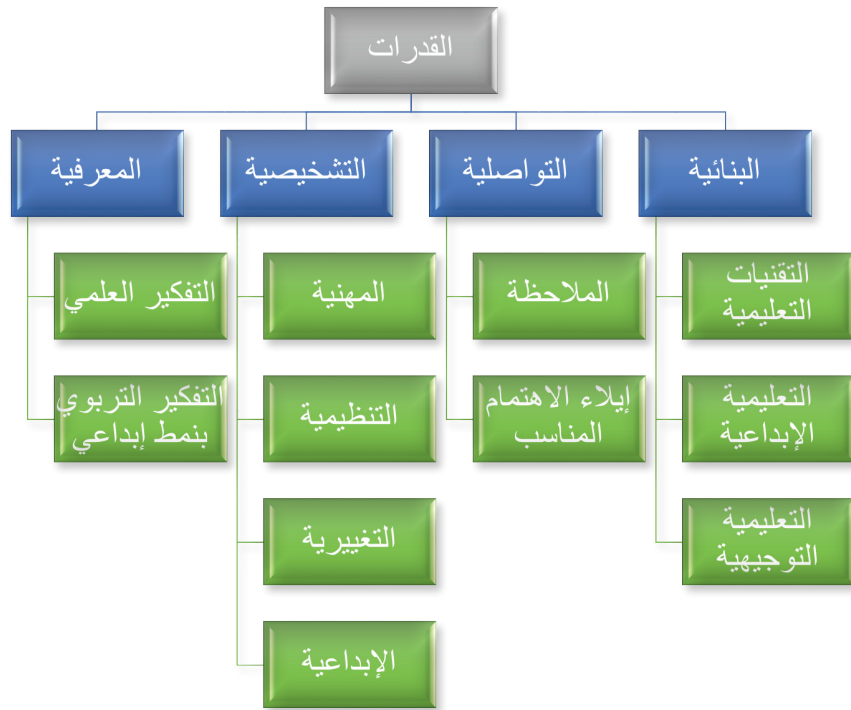 القدرات
البنائية
التقنيات
التعليمية
التعليمية
الإبداعية
التعليمية
التوجيهية
التواصلية
الملاحظة
إيلاء الاهتمام
المناسب
التشخيصية
المهنية
التنظيمية
التغييرية
الإبداعية
المعرفية
التفكير العلمي
التفكير التربوي
بنمط إبداعي